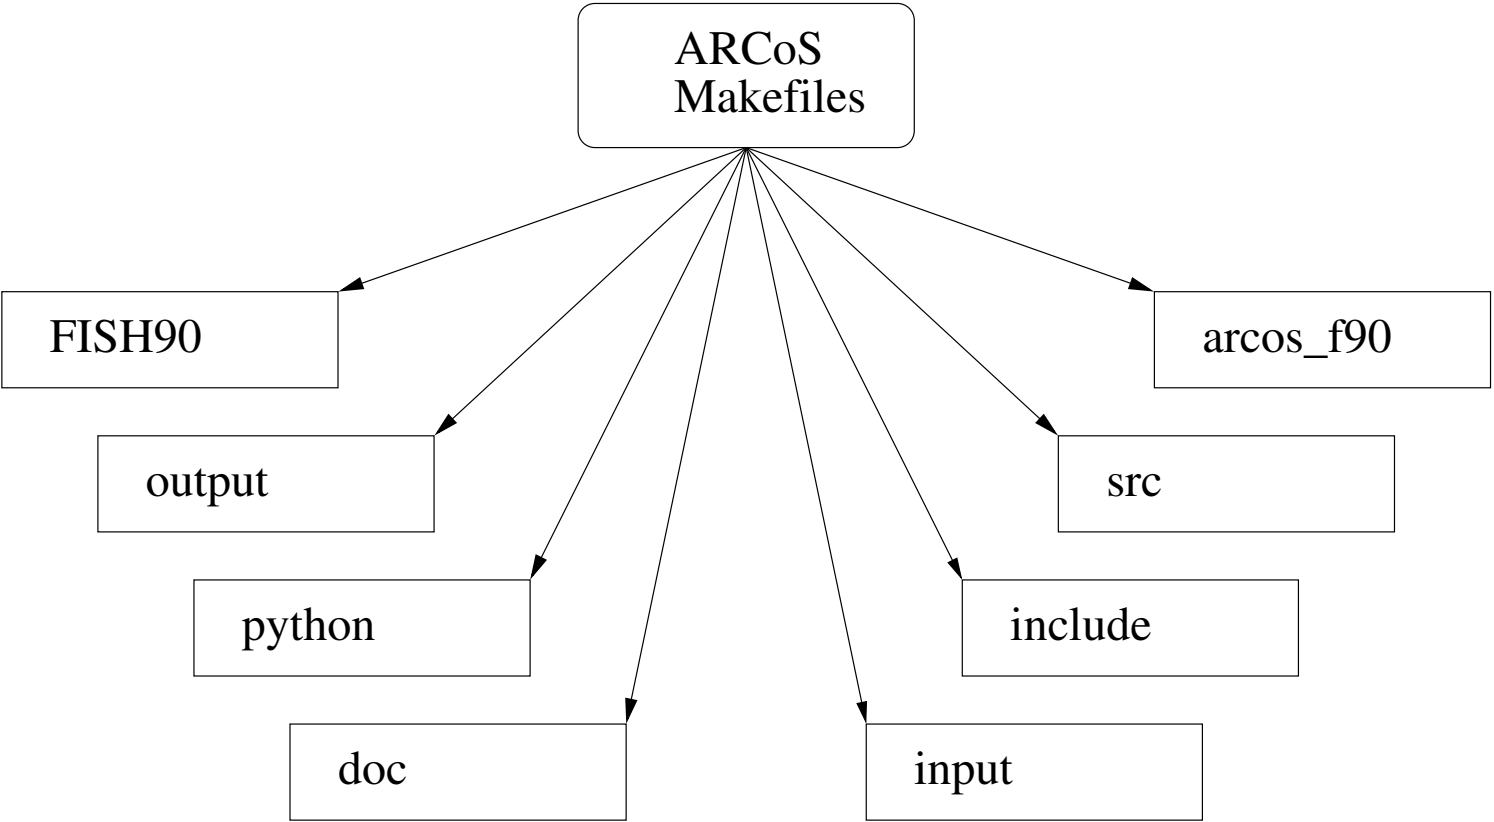 ARCoS
Makefiles
FISH90
arcos_f90
output
src
python
include
doc
input